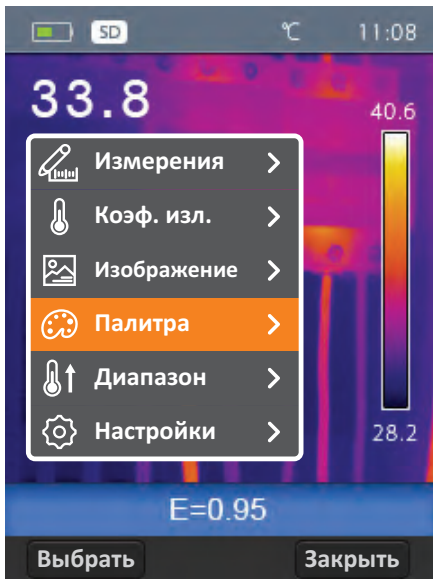 SD ℃ 11:08
33.8
40.6
Измерения
Коэф. изл.
Изображение
Палитра
Диапазон
Настройки
28.2
E=0.95
Выбрать Закрыть